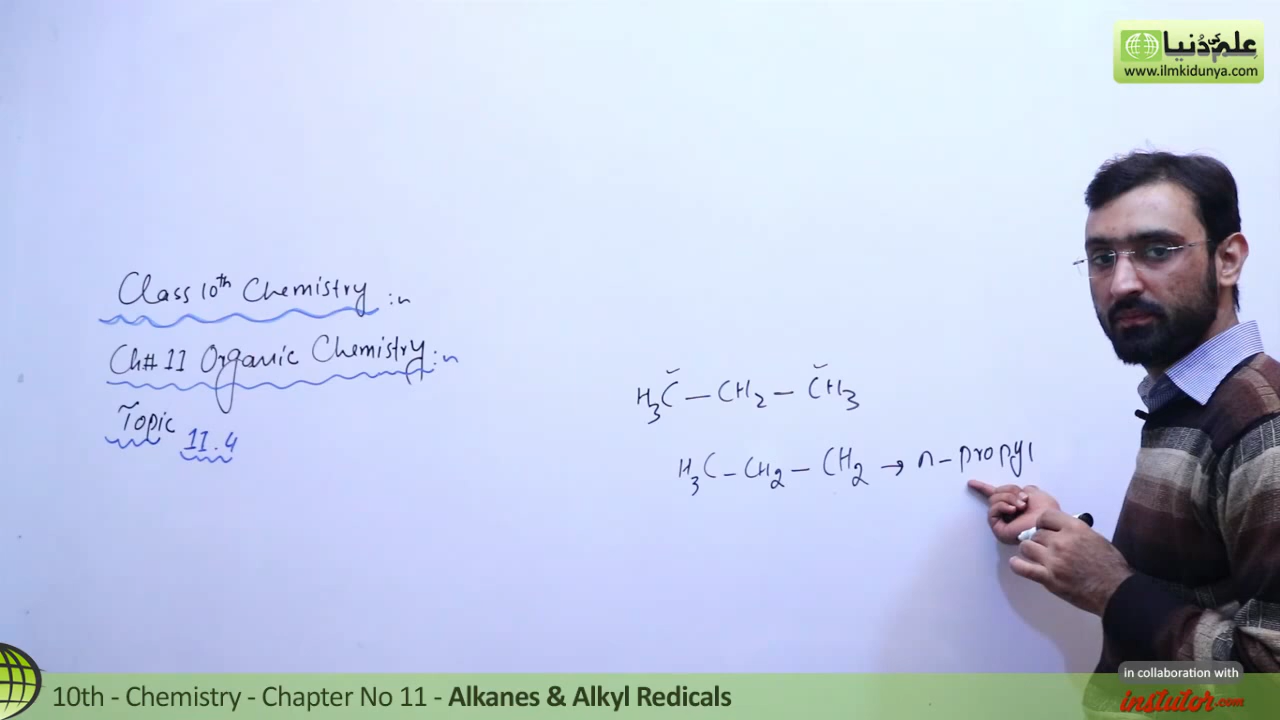 علم کی دُنیا
www.ilmkidunya.com
Class 10th Chemistry :n
Ch# 11 Organic Chemistry :n
Topic
11.4
H3C – CH2 – CH3
H3C – CH2 – CH2 → n-propyl
in collaboration with
instutor.com
10th - Chemistry - Chapter No 11 - Alkanes & Alkyl Redicals